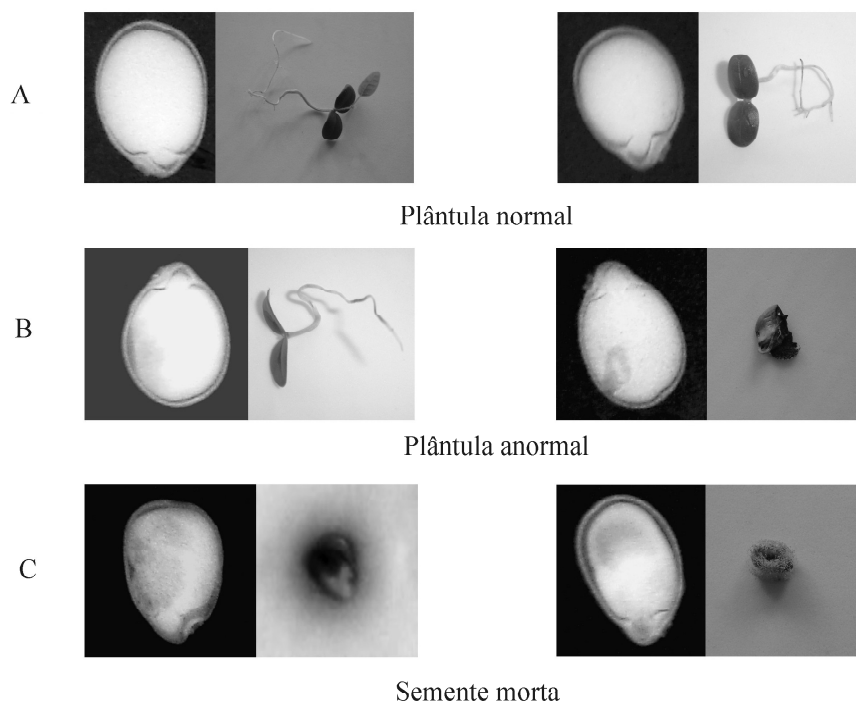 A
Plântula normal
B
Plântula anormal
C
Semente morta